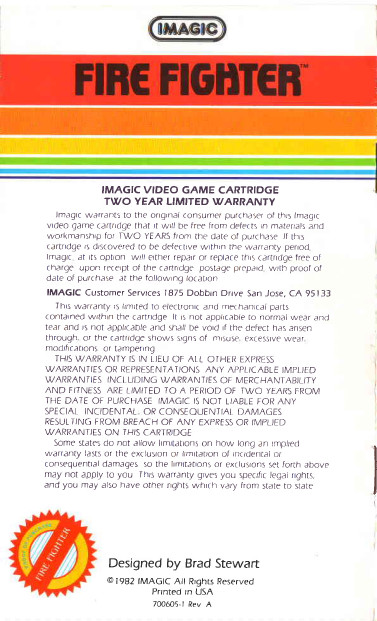 IMAGIC
FIRE FIGHTER™
IMAGIC VIDEO GAME CARTRIDGE
TWO YEAR LIMITED WARRANTY
Imagic warrants to the original consumer purchaser of this Imagic
video game cartridge that it will be free from defects in materials and
workmanship for TWO YEARS from the date of purchase. If this
cartridge is discovered to be defective within the warranty period,
Imagic, at its option, will either repair or replace this cartridge free of
charge, upon receipt of the cartridge, postage prepaid, with proof of
date of purchase, at the following location:
IMAGIC Customer Services 1875 Dobbin Drive San Jose, CA 95133
This warranty is limited to electronic and mechanical parts
contained within the cartridge. It is not applicable to normal wear and
tear and is not applicable and shall be void if the defect has arisen
through, or the cartridge shows signs of, misuse, excessive wear,
modifications, or tampering.
THIS WARRANTY IS IN LIEU OF ALL OTHER EXPRESS
WARRANTIES OR REPRESENTATIONS. ANY APPLICABLE IMPLIED
WARRANTIES, INCLUDING WARRANTIES OF MERCHANTABILITY
AND FITNESS, ARE LIMITED TO A PERIOD OF TWO YEARS FROM
THE DATE OF PURCHASE. IMAGIC IS NOT LIABLE FOR ANY
SPECIAL, INCIDENTAL, OR CONSEQUENTIAL DAMAGES
RESULTING FROM BREACH OF ANY EXPRESS OR IMPLIED
WARRANTIES ON THIS CARTRIDGE.
Some states do not allow limitations on how long an implied
warranty lasts or the exclusion or limitation of incidental or
consequential damages, so the limitations or exclusions set forth above
may not apply to you. This warranty gives you specific legal rights,
and you may also have other rights which vary from state to state.
FIRE FIGHTER
Designed by Brad Stewart
©1982 IMAGIC All Rights Reserved
Printed in USA
700605-1 Rev. A